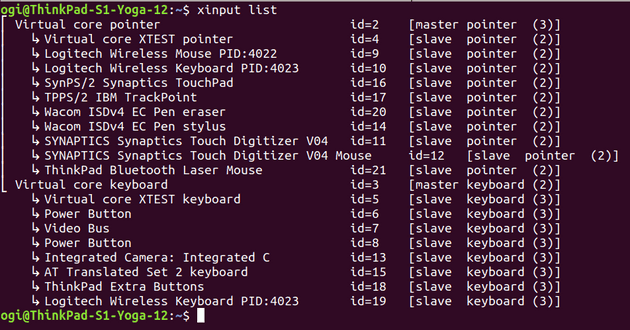 ogi@ThinkPad-S1-Yoga-12:~$ xinput list
⎡ Virtual core pointer                    id=2    [master pointer  (3)]
⎜   ↳ Virtual core XTEST pointer              id=4    [slave  pointer  (2)]
⎜   ↳ Logitech Wireless Mouse PID:4022        id=9    [slave  pointer  (2)]
⎜   ↳ Logitech Wireless Keyboard PID:4023     id=10   [slave  pointer  (2)]
⎜   ↳ SynPS/2 Synaptics TouchPad              id=16   [slave  pointer  (2)]
⎜   ↳ TPPS/2 IBM TrackPoint                   id=17   [slave  pointer  (2)]
⎜   ↳ Wacom ISDv4 EC Pen eraser               id=20   [slave  pointer  (2)]
⎜   ↳ Wacom ISDv4 EC Pen stylus               id=14   [slave  pointer  (2)]
⎜   ↳ SYNAPTICS Synaptics Touch Digitizer V04 id=11   [slave  pointer  (2)]
⎜   ↳ SYNAPTICS Synaptics Touch Digitizer V04 Mouse    id=12   [slave  pointer  (2)]
⎜   ↳ ThinkPad Bluetooth Laser Mouse          id=21   [slave  pointer  (2)]
⎣ Virtual core keyboard                   id=3    [master keyboard (2)]
    ↳ Virtual core XTEST keyboard             id=5    [slave  keyboard (3)]
    ↳ Power Button                            id=6    [slave  keyboard (3)]
    ↳ Video Bus                               id=7    [slave  keyboard (3)]
    ↳ Power Button                            id=8    [slave  keyboard (3)]
    ↳ Integrated Camera: Integrated C         id=13   [slave  keyboard (3)]
    ↳ AT Translated Set 2 keyboard            id=15   [slave  keyboard (3)]
    ↳ ThinkPad Extra Buttons                  id=18   [slave  keyboard (3)]
    ↳ Logitech Wireless Keyboard PID:4023     id=19   [slave  keyboard (3)]
ogi@ThinkPad-S1-Yoga-12:~$